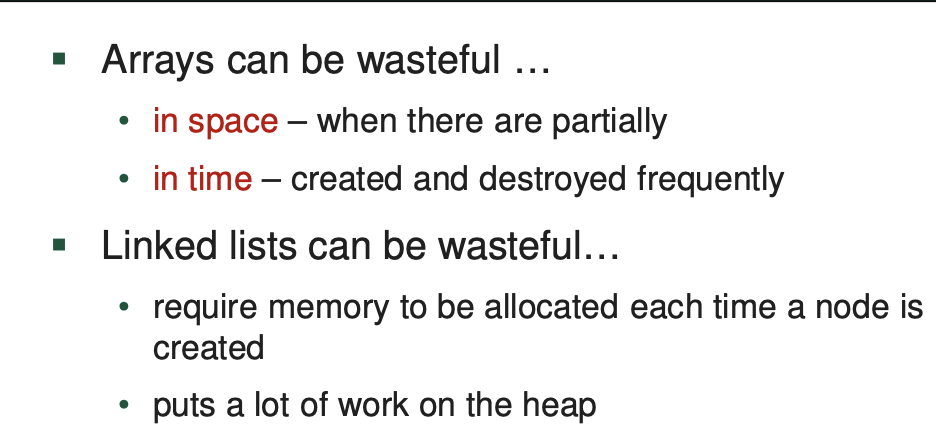 ▪ Arrays can be wasteful …
• in space – when there are partially
• in time – created and destroyed frequently
▪ Linked lists can be wasteful…
• require memory to be allocated each time a node is
created
• puts a lot of work on the heap